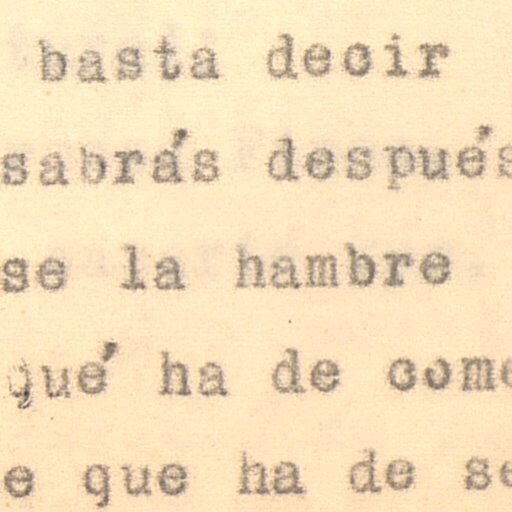 basta decir
sabrás después
se la hambre
qué ha de come
e que ha de se